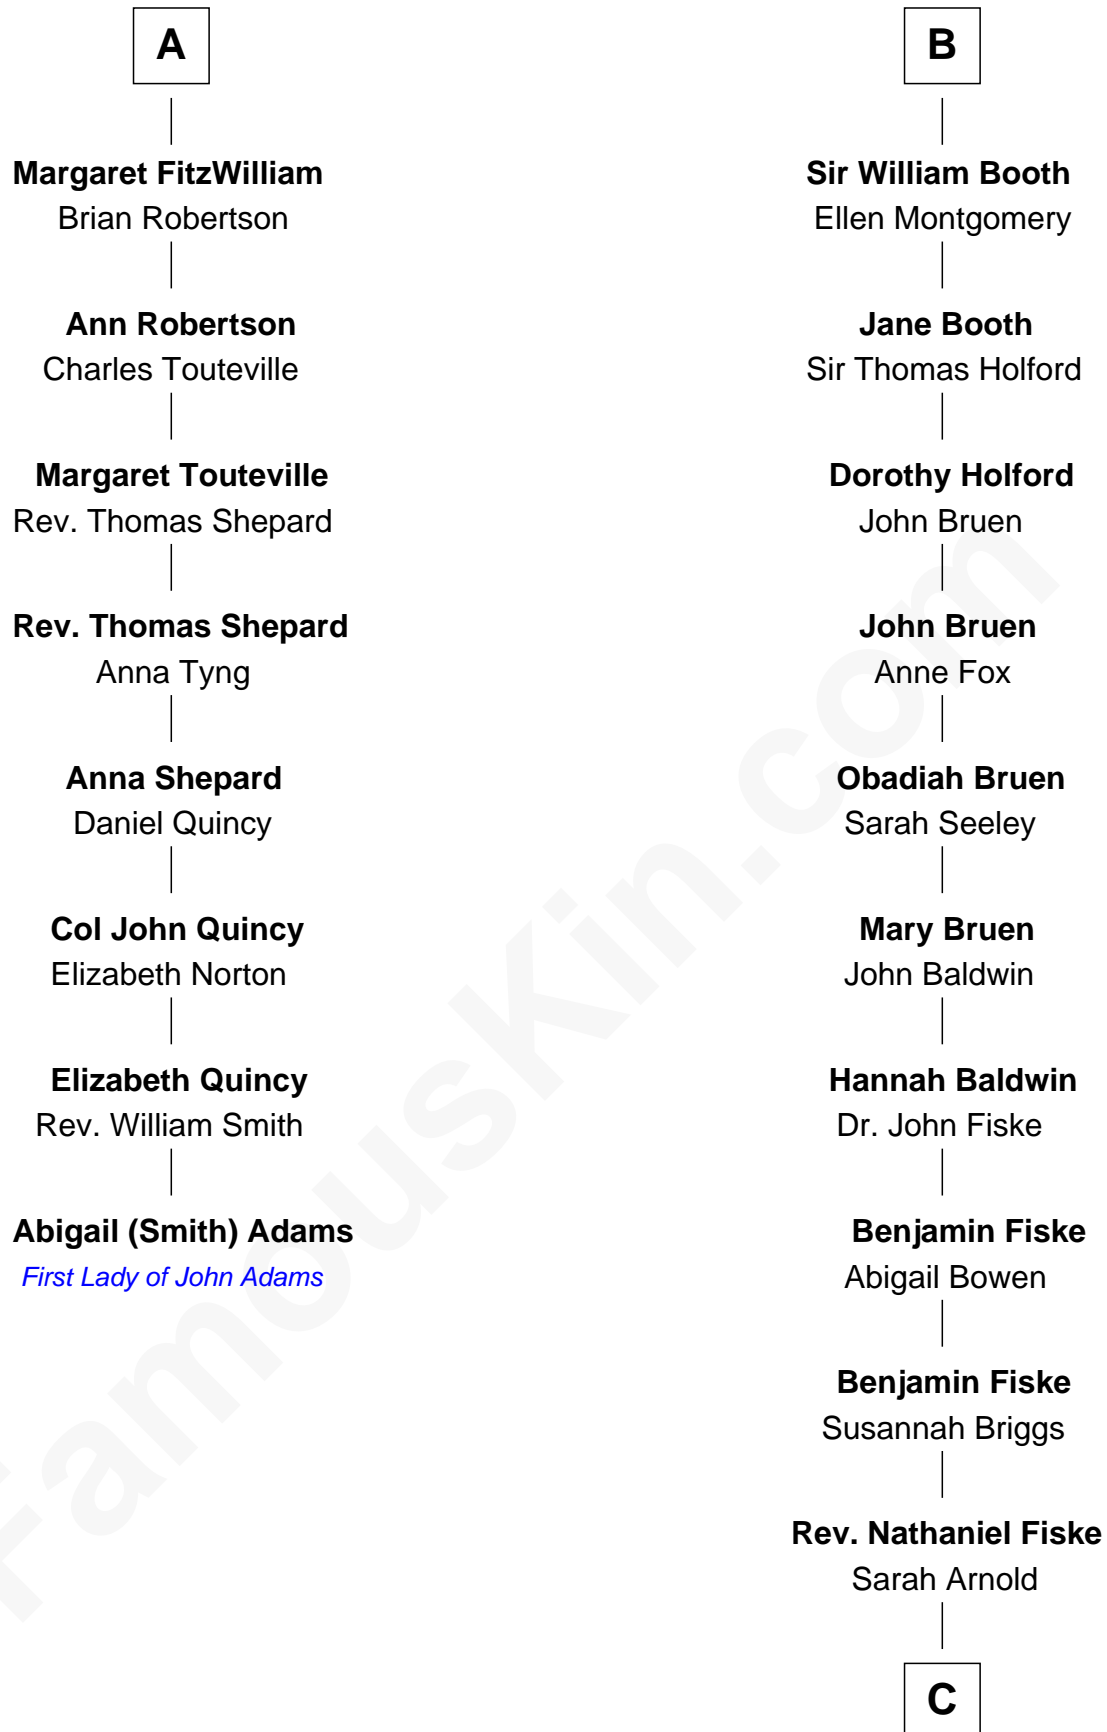 A
Margaret FitzWilliam
Brian Robertson
Ann Robertson
Charles Touteville
Margaret Touteville
Rev. Thomas Shepard
Rev. Thomas Shepard
Anna Tyng
Anna Shepard
Daniel Quincy
Col John Quincy
Elizabeth Norton
Elizabeth Quincy
Rev. William Smith
Abigail (Smith) Adams
First Lady of John Adams
B
Sir William Booth
Ellen Montgomery
Jane Booth
Sir Thomas Holford
Dorothy Holford
John Bruen
John Bruen
Anne Fox
Obadiah Bruen
Sarah Seeley
Mary Bruen
John Baldwin
Hannah Baldwin
Dr. John Fiske
Benjamin Fiske
Abigail Bowen
Benjamin Fiske
Susannah Briggs
Rev. Nathaniel Fiske
Sarah Arnold
C
FamousKin.com